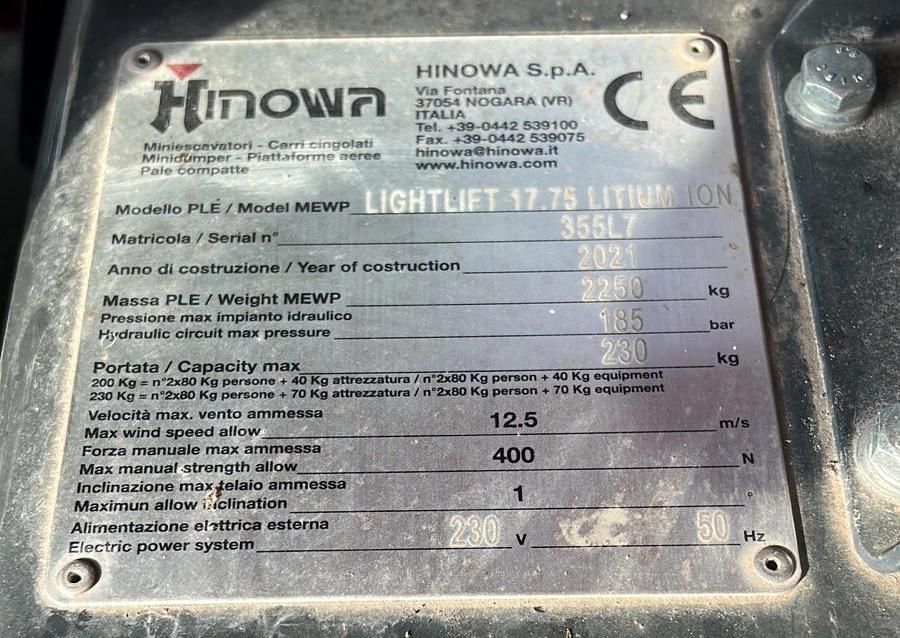 HINOWA
HINOWA S.p.A.
Via Fontana
37054 NOGARA (VR)
ITALIA
Tel. +39-0442 539100
Fax. +39-0442 539075
hinowa@hinowa.it
www.hinowa.com
CE
Miniescavatori - Carri cingolati
Minidumper - Piattaforme aeree
Pale compatte
Modello PLE / Model MEWP LIGHTLIFT 17.75 LITIUM ION
Matricola / Serial n° 355L7
Anno di costruzione / Year of costruction 2021
Massa PLE / Weight MEWP 2250 kg
Pressione max impianto idraulico
Hydraulic circuit max pressure 185 bar
Portata / Capacity max 230 kg
200 Kg = n°2x80 Kg persone + 40 Kg attrezzatura / n°2x80 Kg person + 40 Kg equipment
230 Kg = n°2x80 Kg persone + 70 Kg attrezzatura / n°2x80 Kg person + 70 Kg equipment
Velocità max. vento ammessa
Max wind speed allow 12.5 m/s
Forza manuale max ammessa
Max manual strength allow 400 N
Inclinazione max telaio ammessa
Maximun allow inclination 1 °
Alimentazione elettrica esterna
Electric power system 230 V 50 Hz